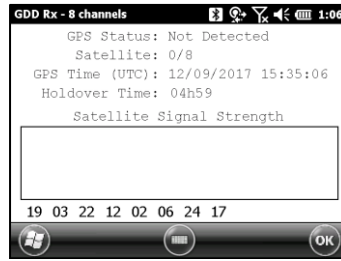 GDD Rx - 8 channels 1:06
GPS Status: Not Detected
Satellite: 0/8
GPS Time (UTC): 12/09/2017 15:35:06
Holdover Time: 04h59
Satellite Signal Strength
19 03 22 12 02 06 24 17
OK